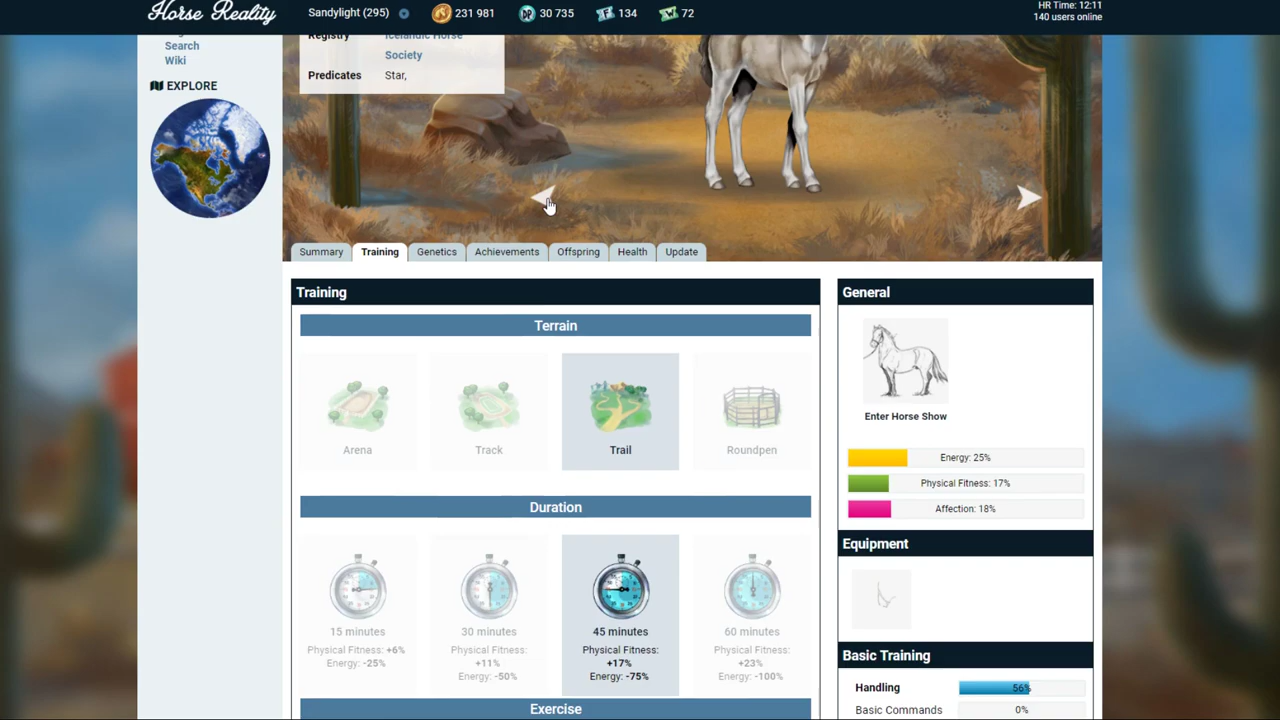 Horse Reality
Sandylight (295)
231 981
30 735
134
72
HR Time: 12:11
140 users online
Search
Wiki
EXPLORE
Registry
Icelandic Horse
Society
Predicates
Star,
Summary
Training
Genetics
Achievements
Offspring
Health
Update
Training
Terrain
Arena
Track
Trail
Roundpen
Duration
15 minutes
Physical Fitness: +6%
Energy: -25%
30 minutes
Physical Fitness:
+11%
Energy: -50%
45 minutes
Physical Fitness:
+17%
Energy: -75%
60 minutes
Physical Fitness:
+23%
Energy: -100%
Exercise
General
Enter Horse Show
Energy: 25%
Physical Fitness: 17%
Affection: 18%
Equipment
Basic Training
Handling
56%
Basic Commands
0%